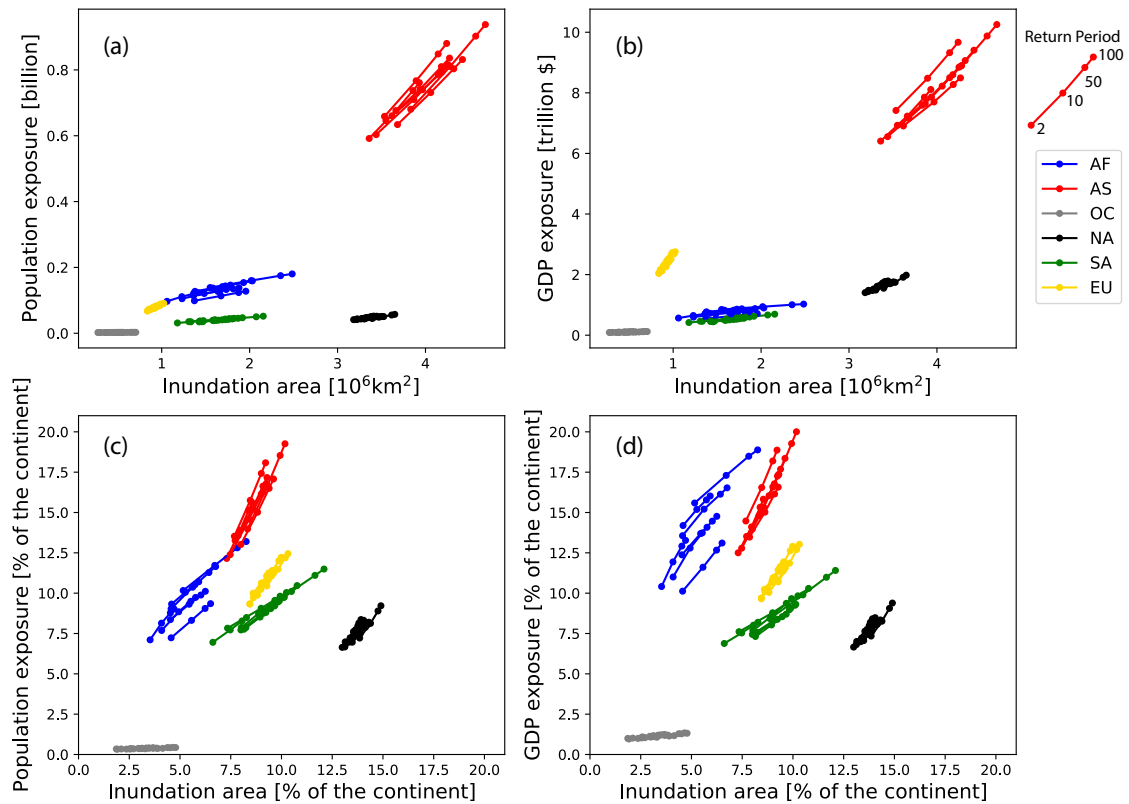 (a)
Population exposure [billion]
0.8
0.6
0.4
0.2
0.0
1 2 3 4
Inundation area [10⁶km²]
(b)
GDP exposure [trillion $]
10
8
6
4
2
0
1 2 3 4
Inundation area [10⁶km²]
Return Period
100
50
10
2
AF
AS
OC
NA
SA
EU
(c)
Population exposure [% of the continent]
20.0
17.5
15.0
12.5
10.0
7.5
5.0
2.5
0.0
0.0 2.5 5.0 7.5 10.0 12.5 15.0 17.5 20.0
Inundation area [% of the continent]
(d)
GDP exposure [% of the continent]
20.0
17.5
15.0
12.5
10.0
7.5
5.0
2.5
0.0
0.0 2.5 5.0 7.5 10.0 12.5 15.0 17.5 20.0
Inundation area [% of the continent]